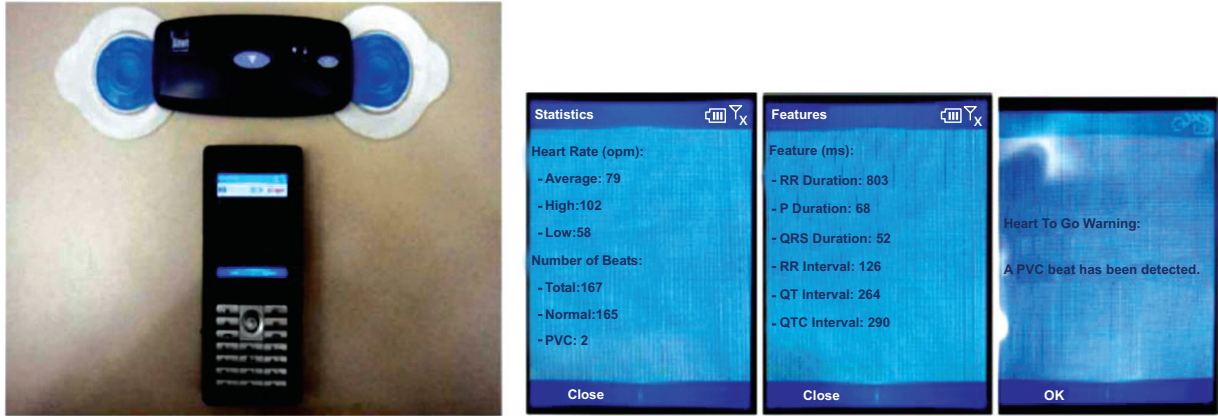 Statistics
Heart Rate (opm):
- Average: 79
- High:102
- Low:58
Number of Beats:
- Total:167
- Normal:165
- PVC: 2
Close
Features
Feature (ms):
- RR Duration: 803
- P Duration: 68
- QRS Duration: 52
- RR Interval: 126
- QT Interval: 264
- QTC Interval: 290
Close
Heart To Go Warning:
A PVC beat has been detected.
OK